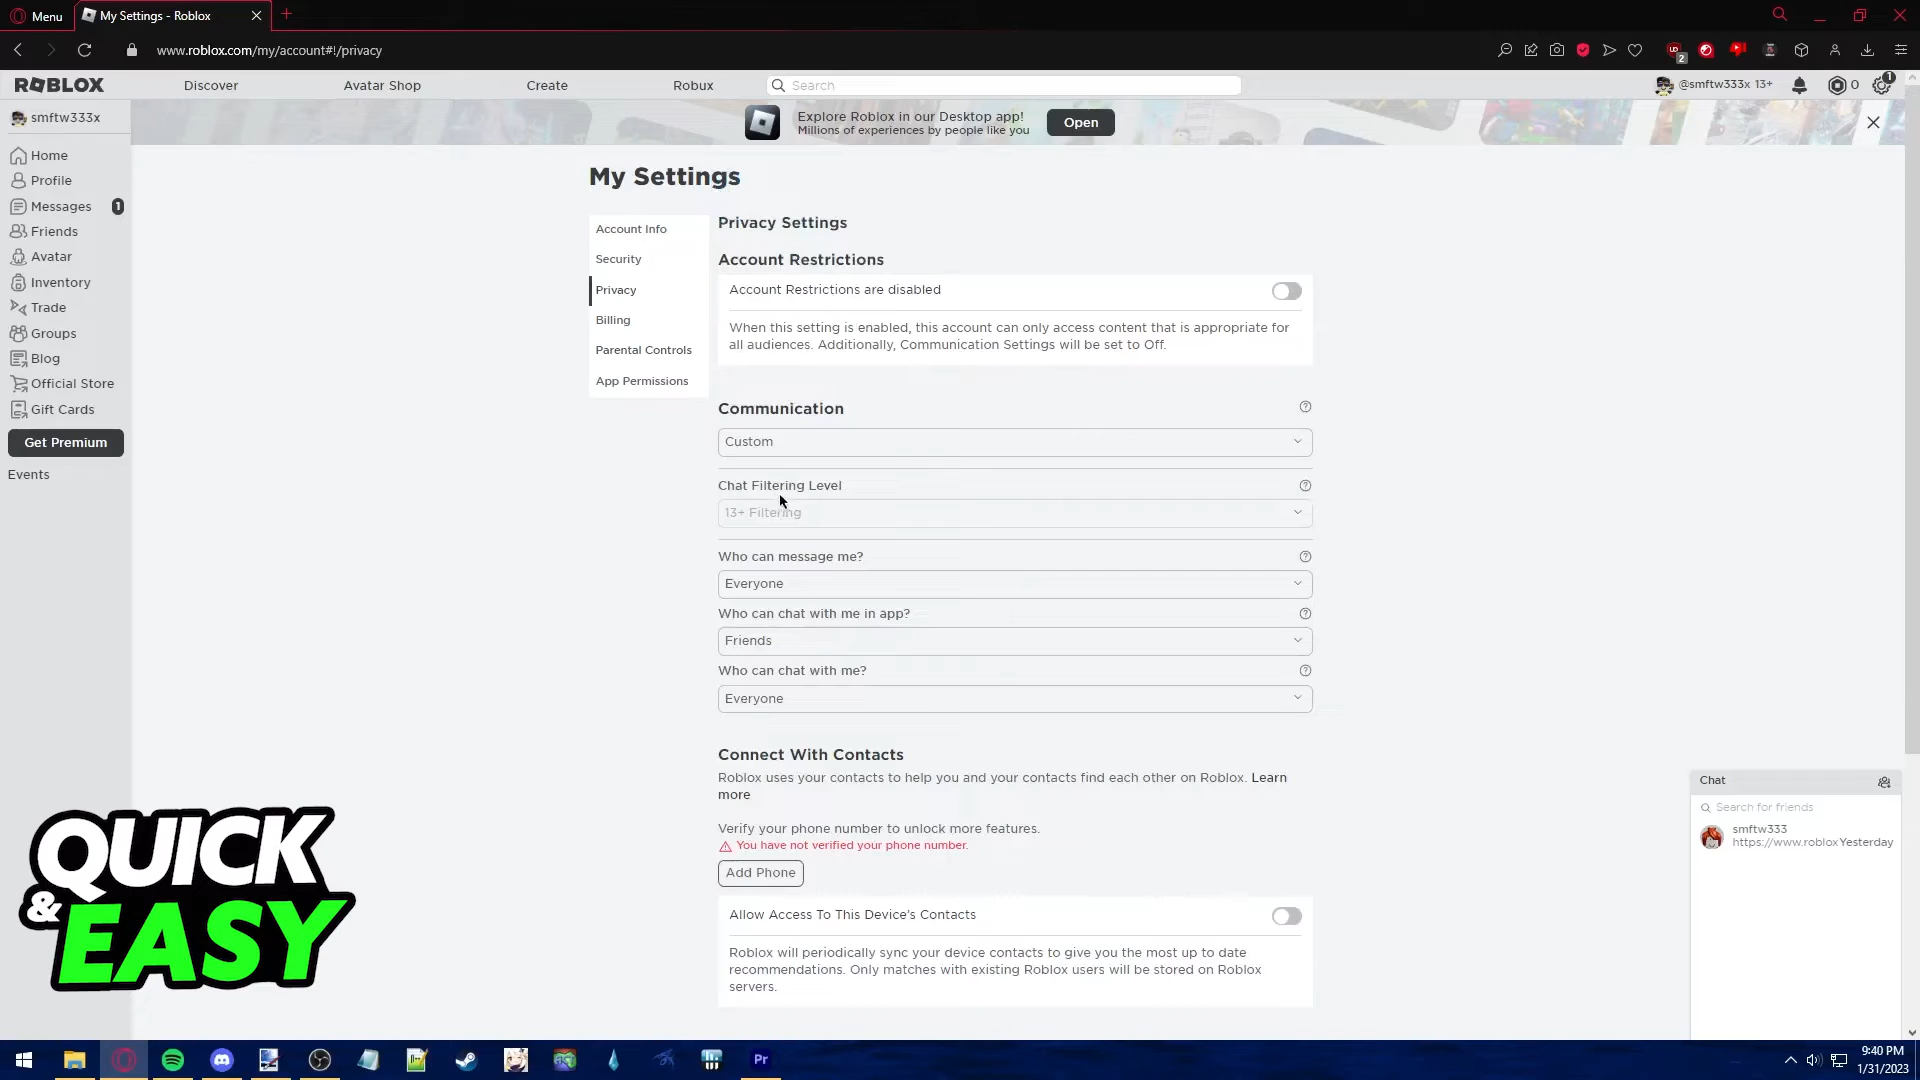 Menu
My Settings - Roblox
www.roblox.com/my/account#!/privacy
2
ROBLOX
Discover
Avatar Shop
Create
Robux
Search
@smftw333x 13+
0
1
smftw333x
Home
Profile
Messages
1
Friends
Avatar
Inventory
Trade
Groups
Blog
Official Store
Gift Cards
Get Premium
Events
Explore Roblox in our Desktop app!
Millions of experiences by people like you
Open
My Settings
Account Info
Security
Privacy
Billing
Parental Controls
App Permissions
Privacy Settings
Account Restrictions
Account Restrictions are disabled
When this setting is enabled, this account can only access content that is appropriate for
all audiences. Additionally, Communication Settings will be set to Off.
Communication
Custom
Chat Filtering Level
13+ Filtering
Who can message me?
Everyone
Who can chat with me in app?
Friends
Who can chat with me?
Everyone
Connect With Contacts
Roblox uses your contacts to help you and your contacts find each other on Roblox. Learn
more
Verify your phone number to unlock more features.
You have not verified your phone number.
Add Phone
Allow Access To This Device's Contacts
Roblox will periodically sync your device contacts to give you the most up to date
recommendations. Only matches with existing Roblox users will be stored on Roblox
servers.
Chat
Search for friends
smftw333
https://www.roblox Yesterday
QUICK
& EASY
Pr
9:40 PM
1/31/2023